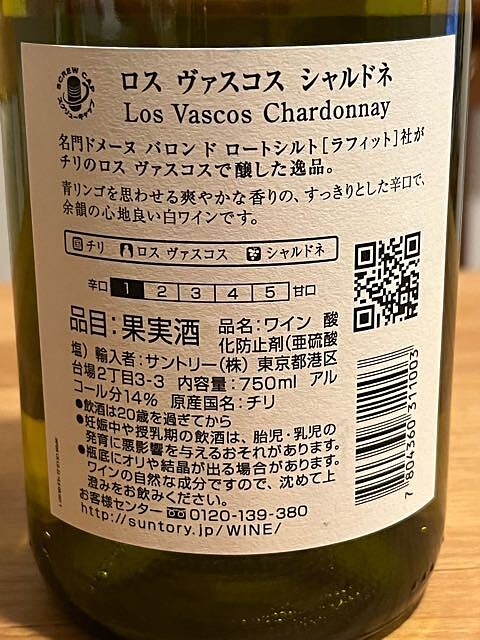 SCREW CAP
スクリューキャップ
ロス ヴァスコス シャルドネ
Los Vascos Chardonnay
名門ドメーヌ バロン ド ロートシルト[ラフィット]社が
チリのロス ヴァスコスで醸した逸品。
青リンゴを思わせる爽やかな香りの、すっきりとした辛口で、
余韻の心地良い白ワインです。
チリ ロス ヴァスコス シャルドネ
辛口 1 2 3 4 5 甘口
品目:果実酒 品名:ワイン 酸
化防止剤(亜硫酸
塩) 輸入者:サントリー(株) 東京都港区
台場2丁目3-3 内容量:750ml アル
コール分14% 原産国名:チリ
●飲酒は20歳を過ぎてから
●妊娠中や授乳期の飲酒は、胎児・乳児の
発育に悪影響を与えるおそれがあります。
●瓶底にオリや結晶が出る場合があります。
ワインの自然な成分ですので、沈めて上
澄みをお飲みください。
お客様センター 0120-139-380
http://suntory.jp/WINE/
7 804360 311003